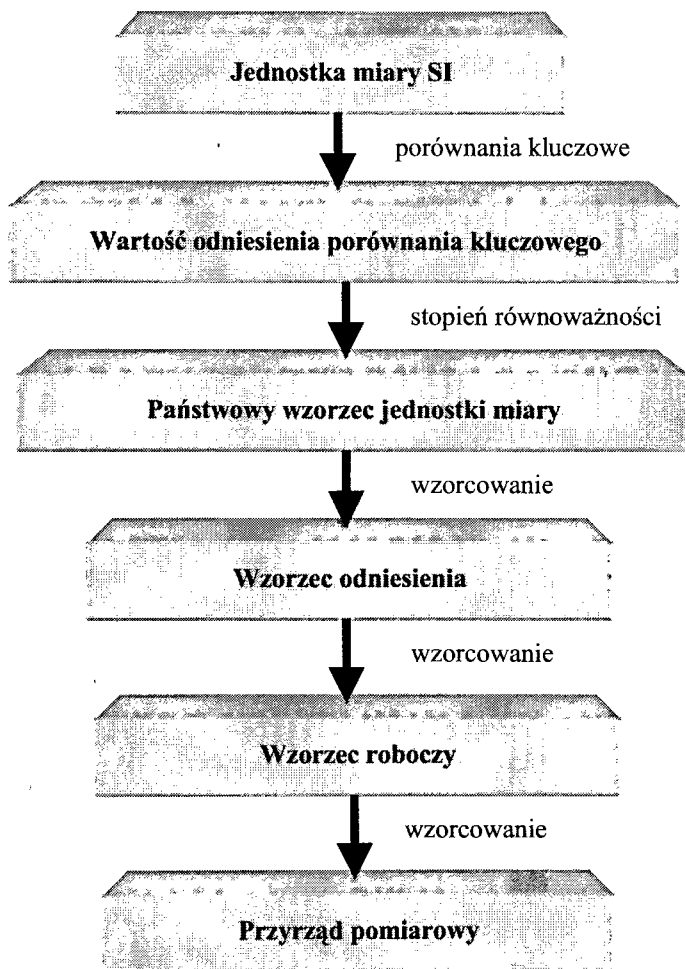 Jednostka miary SI
porównania kluczowe
Wartość odniesienia porównania kluczowego
stopień równoważności
Państwowy wzorzec jednostki miary
wzorcowanie
Wzorzec odniesienia
wzorcowanie
Wzorzec roboczy
wzorcowanie
Przyrząd pomiarowy